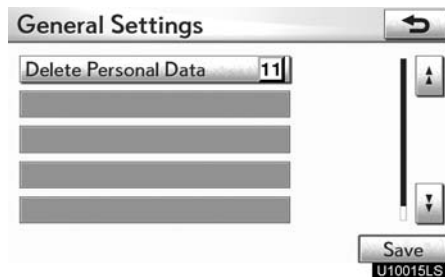 General Settings
Delete Personal Data 11
Save
U10015LS